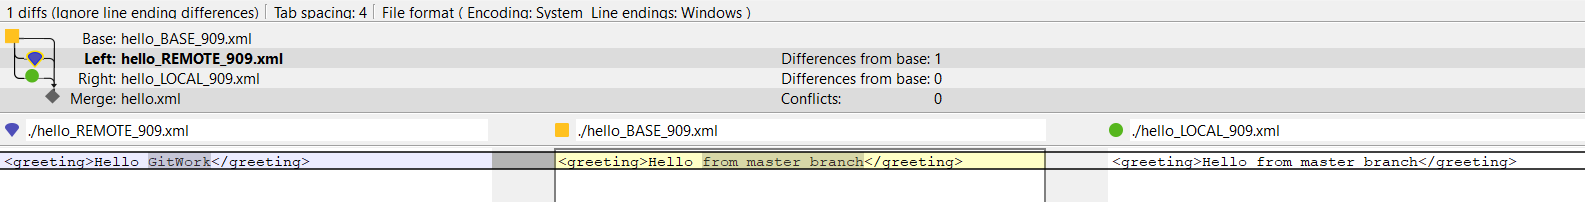 1 diffs (Ignore line ending differences) Tab spacing: 4 File format ( Encoding: System Line endings: Windows )
Base: hello_BASE_909.xml
Left: hello_REMOTE_909.xml Differences from base: 1
Right: hello_LOCAL_909.xml Differences from base: 0
Merge: hello.xml Conflicts: 0
./hello_REMOTE_909.xml ./hello_BASE_909.xml ./hello_LOCAL_909.xml
<greeting>Hello GitWork</greeting> <greeting>Hello from master branch</greeting> <greeting>Hello from master branch</greeting>